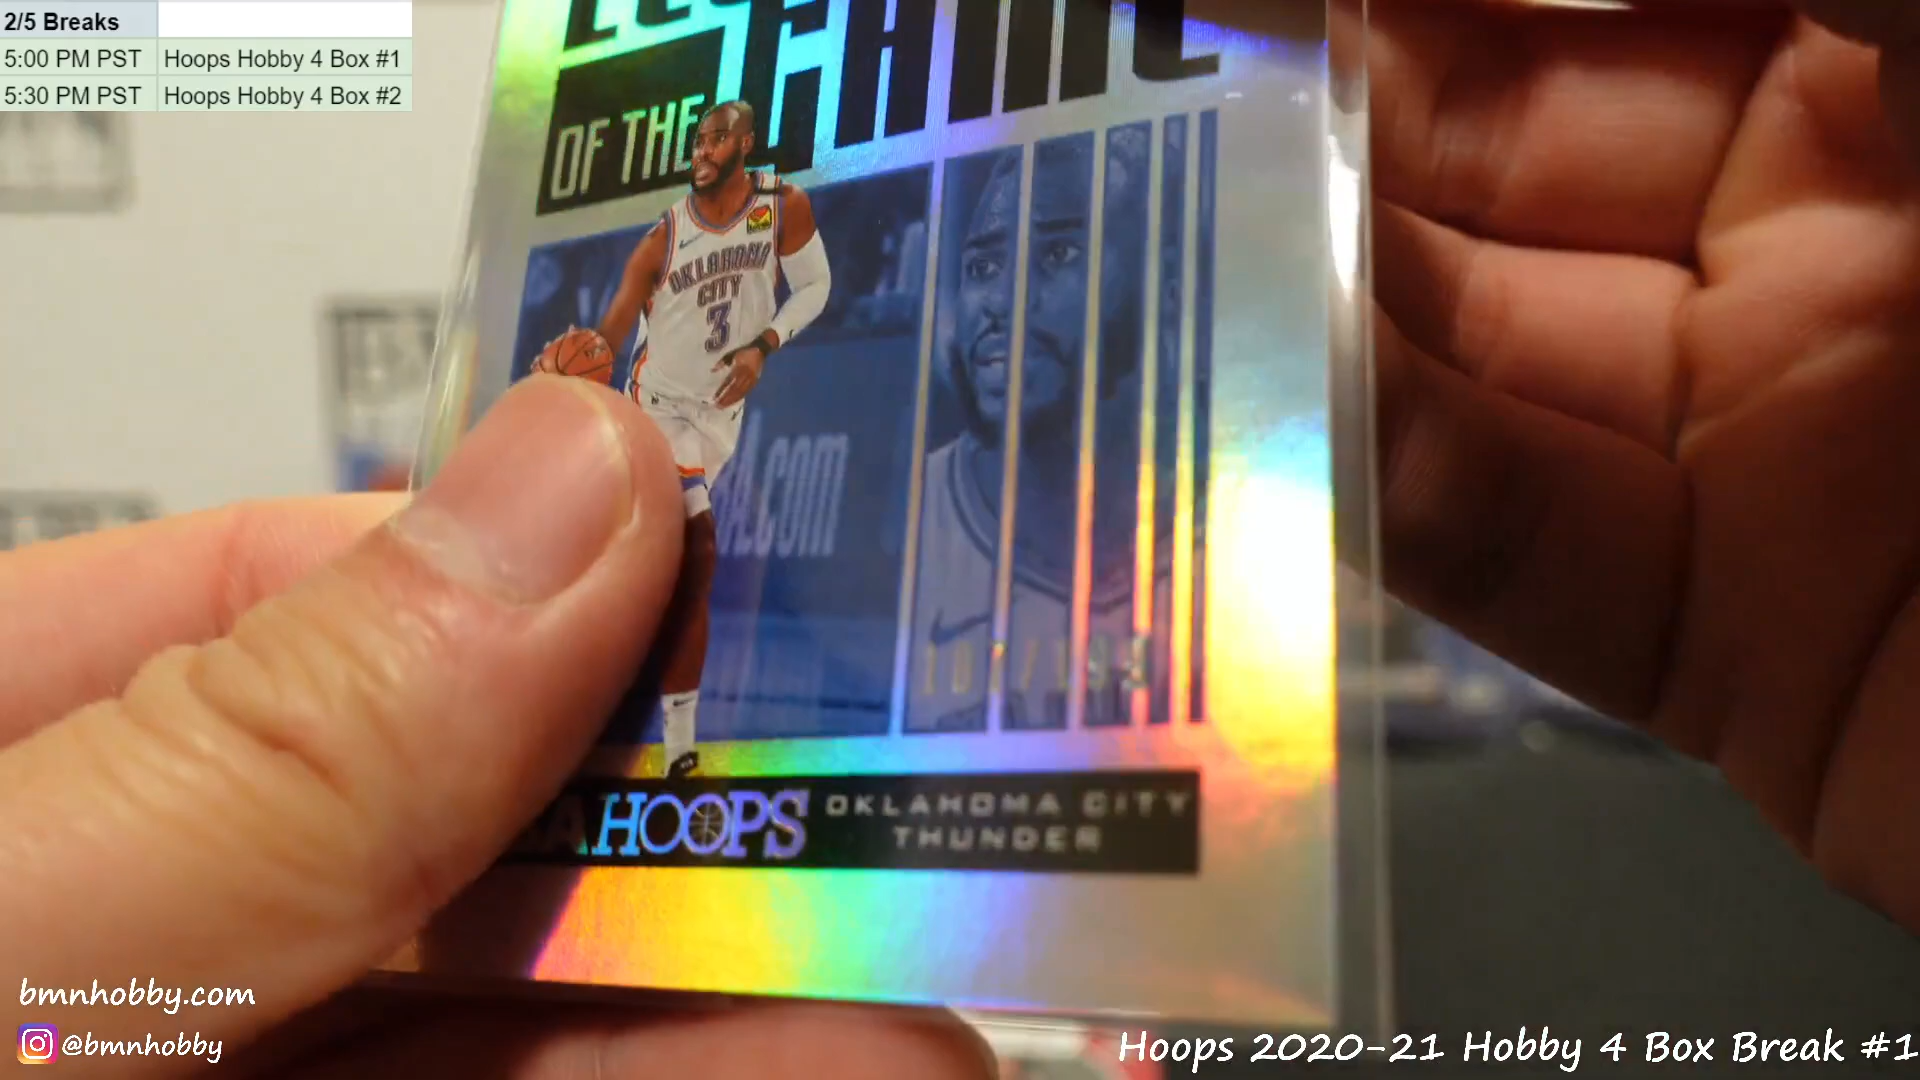 2/5 Breaks
5:00 PM PST Hoops Hobby 4 Box #1
5:30 PM PST Hoops Hobby 4 Box #2
OF THE
OKLAHOMA
CITY
3
.com
HOOPS OKLAHOMA CITY
THUNDER
bmnhobby.com
@bmnhobby
Hoops 2020-21 Hobby 4 Box Break #1